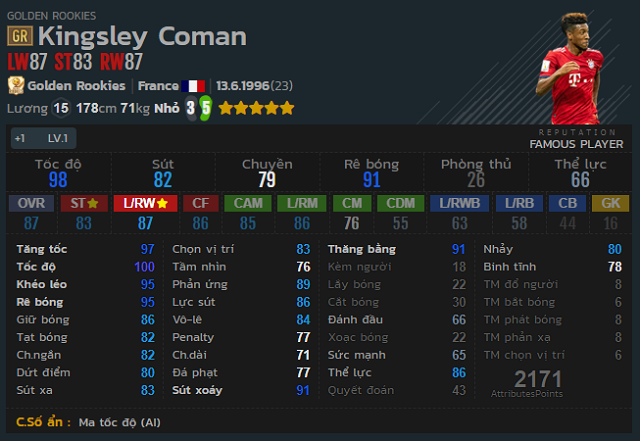 GOLDEN ROOKIES
GR Kingsley Coman
LW87 ST83 RW87
Golden Rookies France 13.6.1996(23)
Lương 15 178cm 71kg Nhỏ 3 5
REPUTATION
FAMOUS PLAYER
+1 LV.1
Tốc độ Sút Chuyền Rê bóng Phòng thủ Thể lực
98 82 79 91 26 66
OVR ST L/RW CF CAM L/RM CM CDM L/RWB L/RB CB GK
87 83 87 86 85 86 76 55 63 58 44 16
Tăng tốc 97 Chọn vị trí 83 Thăng bằng 91 Nhảy 80
Tốc độ 100 Tầm nhìn 76 Kèm người 18 Bình tĩnh 78
Khéo léo 95 Phản ứng 89 Lấy bóng 22 TM đổ người 8
Rê bóng 95 Lực sút 86 Cắt bóng 30 TM bắt bóng 6
Giữ bóng 86 Vô-lê 84 Đánh đầu 66 TM phát bóng 8
Tạt bóng 82 Penalty 77 Xoạc bóng 22 TM phản xạ 8
Ch.ngắn 82 Ch.dài 71 Sức mạnh 65 TM chọn vị trí 6
Dứt điểm 80 Đá phạt 77 Thể lực 86 2171
Sút xa 83 Sút xoáy 91 Quyết đoán 43 AttributesPoints
C.Số ẩn : Ma tốc độ (AI)